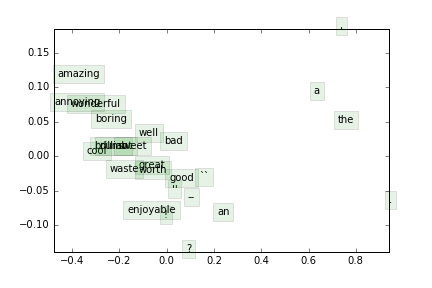 ,
0.15
amazing
0.10
a
annoying
wonderful
0.05
boring
the
well
bad
sweet
0.00
cool
great
waste
worth
good
``
''
−0.05
--
.
enjoyable
!
an
−0.10
?
−0.4
−0.2
0.0
0.2
0.4
0.6
0.8